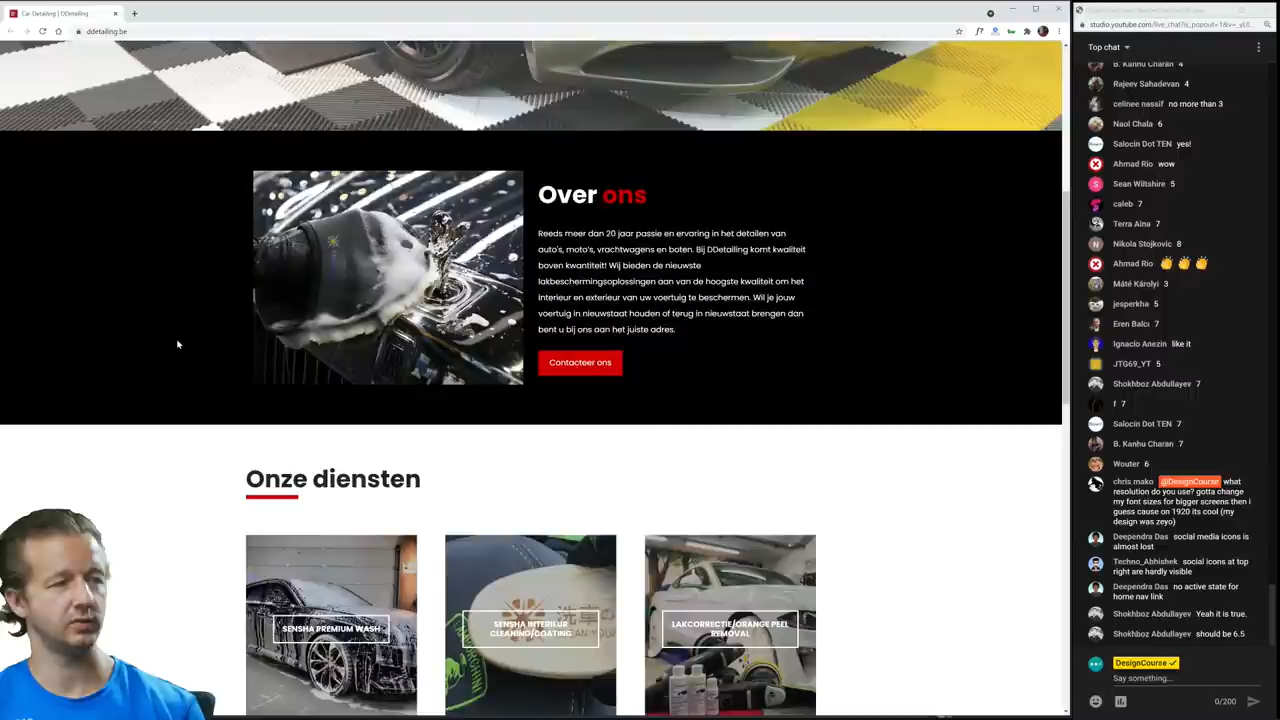 Car Detailing | DDetailing
ddetailing.be
Over ons
Reeds meer dan 20 jaar passie en ervaring in het detailen van
auto's, moto's, vrachtwagens en boten. Bij DDetailing komt kwaliteit
boven kwantiteit! Wij bieden de nieuwste
lakbeschermingsoplossingen aan van de hoogste kwaliteit om het
interieur en exterieur van uw voertuig te beschermen. Wil je jouw
voertuig in nieuwstaat houden of terug in nieuwstaat brengen dan
bent u bij ons aan het juiste adres.
Contacteer ons
Onze diensten
SENSHA PREMIUM WASH
SENSHA INTERIEUR
CLEANING/COATING
LAKCORRECTIE/ORANGE PEEL
REMOVAL
studio.youtube.com/live_chat?is_popout=1&v=_yU
Top chat
B. Kanhu Charan 4
Rajeev Sahadevan 4
celinee nassif no more than 3
Naol Chala 6
Salocin Dot TEN yes!
Ahmad Rio wow
Sean Wiltshire 5
caleb 7
Terra Aina 7
Nikola Stojkovic 8
Ahmad Rio 👏 👏 👏
Máté Károlyi 3
jesperkha 5
Eren Balcı 7
Ignacio Anezin like it
JTG69_YT 5
Shokhboz Abdullayev 7
f 7
Salocin Dot TEN 7
B. Kanhu Charan 7
Wouter 6
chris mako @DesignCourse what
resolution do you use? gotta change
my font sizes for bigger screens then i
guess cause on 1920 its cool (my
design was zeyo)
Deependra Das social media icons is
almost lost
Techno_Abhishek social icons at top
right are hardly visible
Deependra Das no active state for
home nav link
Shokhboz Abdullayev Yeah it is true.
Shokhboz Abdullayev should be 6.5
DesignCourse
Say something...
0/200